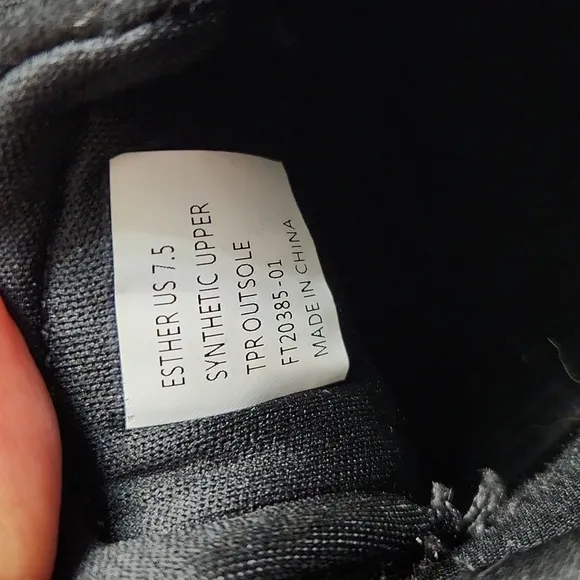 ESTHER US 7.5
SYNTHETIC UPPER
TPR OUTSOLE
FT20385-01
MADE IN CHINA